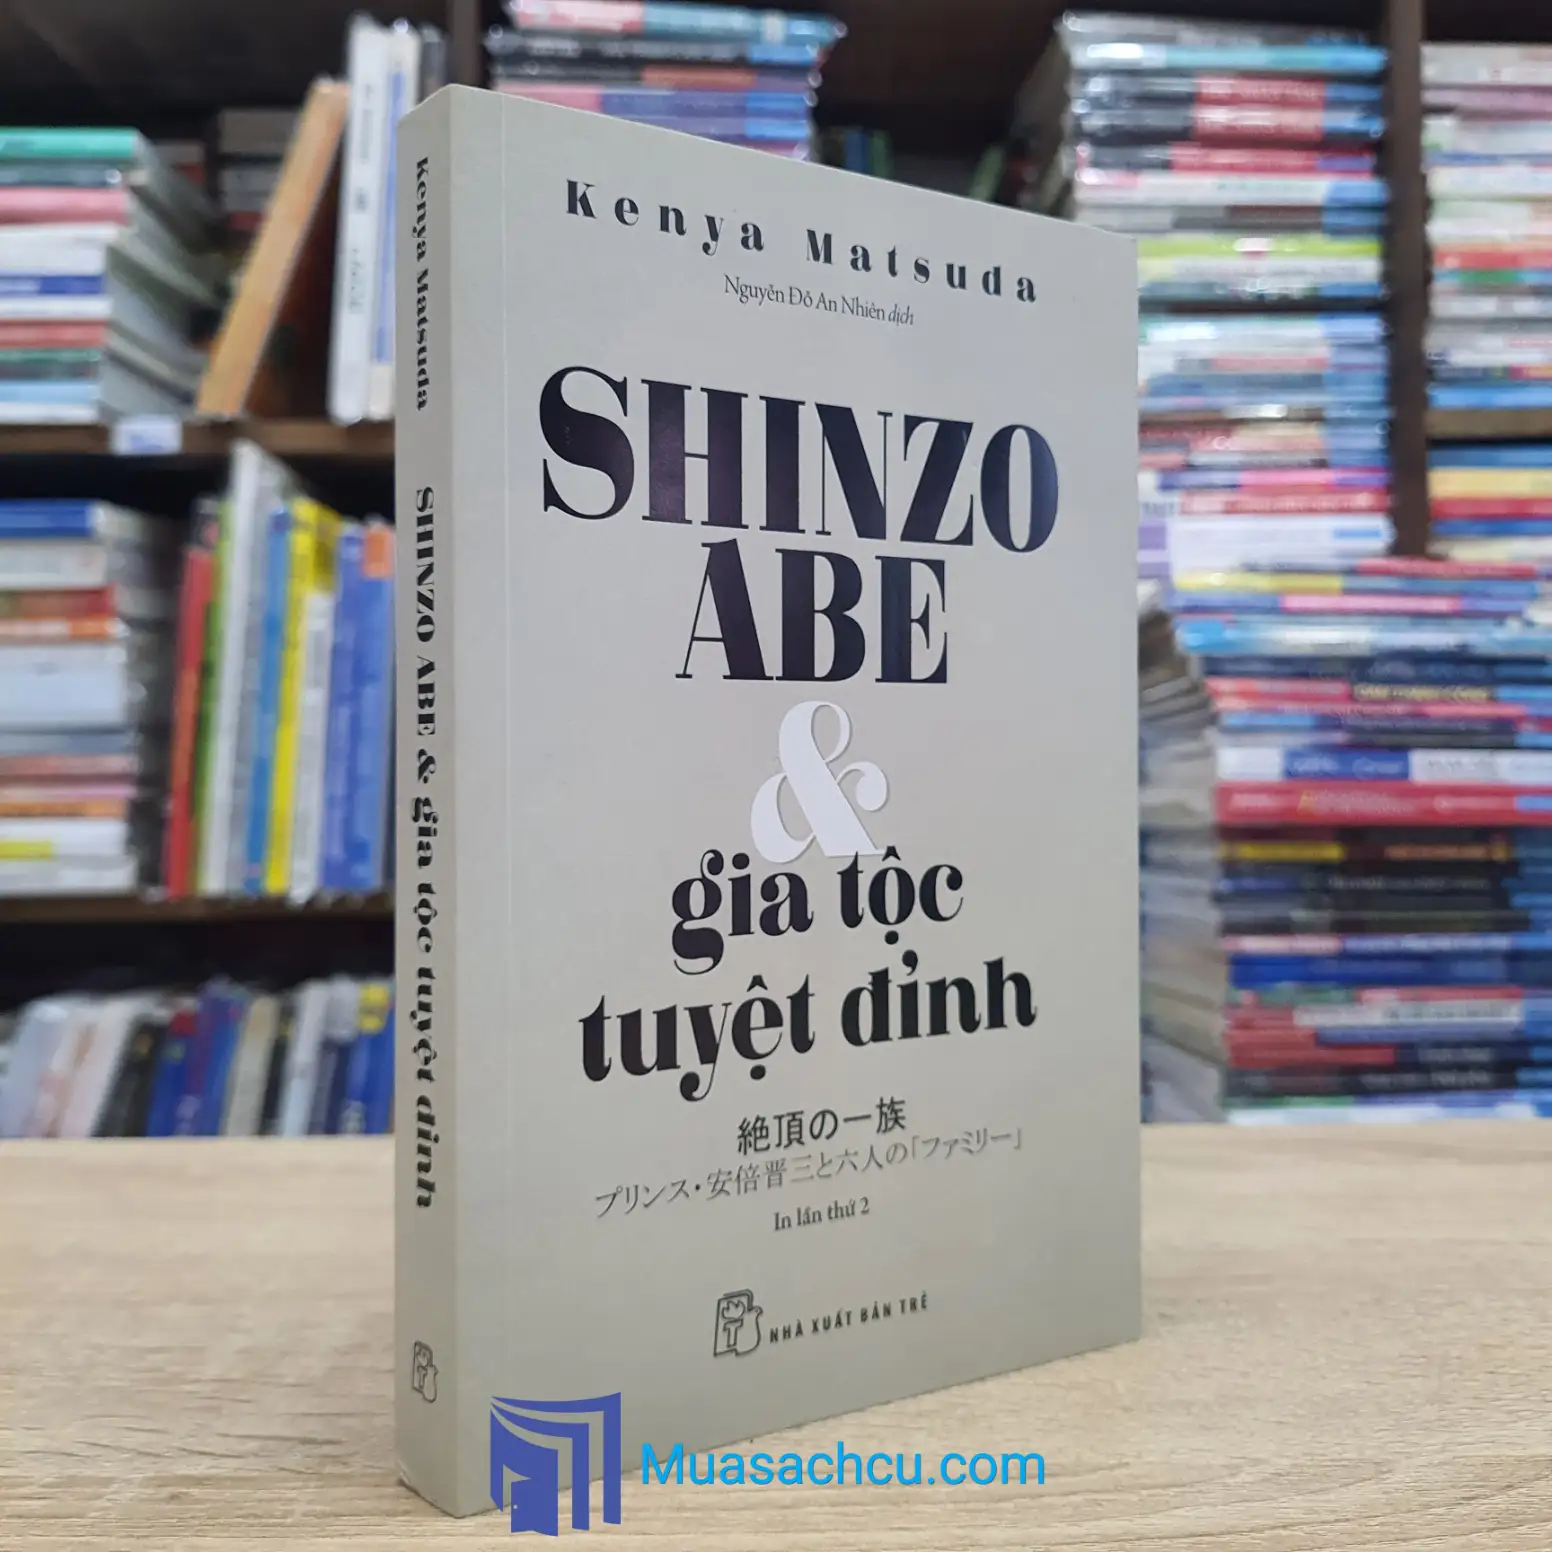 Kenya Matsuda
Nguyễn Đỗ An Nhiên dịch
SHINZO
ABE
&
gia tộc
tuyệt đỉnh
絶頂の一族
プリンス・安倍晋三と六人の「ファミリー」
In lần thứ 2
NHÀ XUẤT BẢN TRẺ
Kenya Matsuda SHINZO ABE & gia tộc tuyệt đỉnh
Muasachcu.com